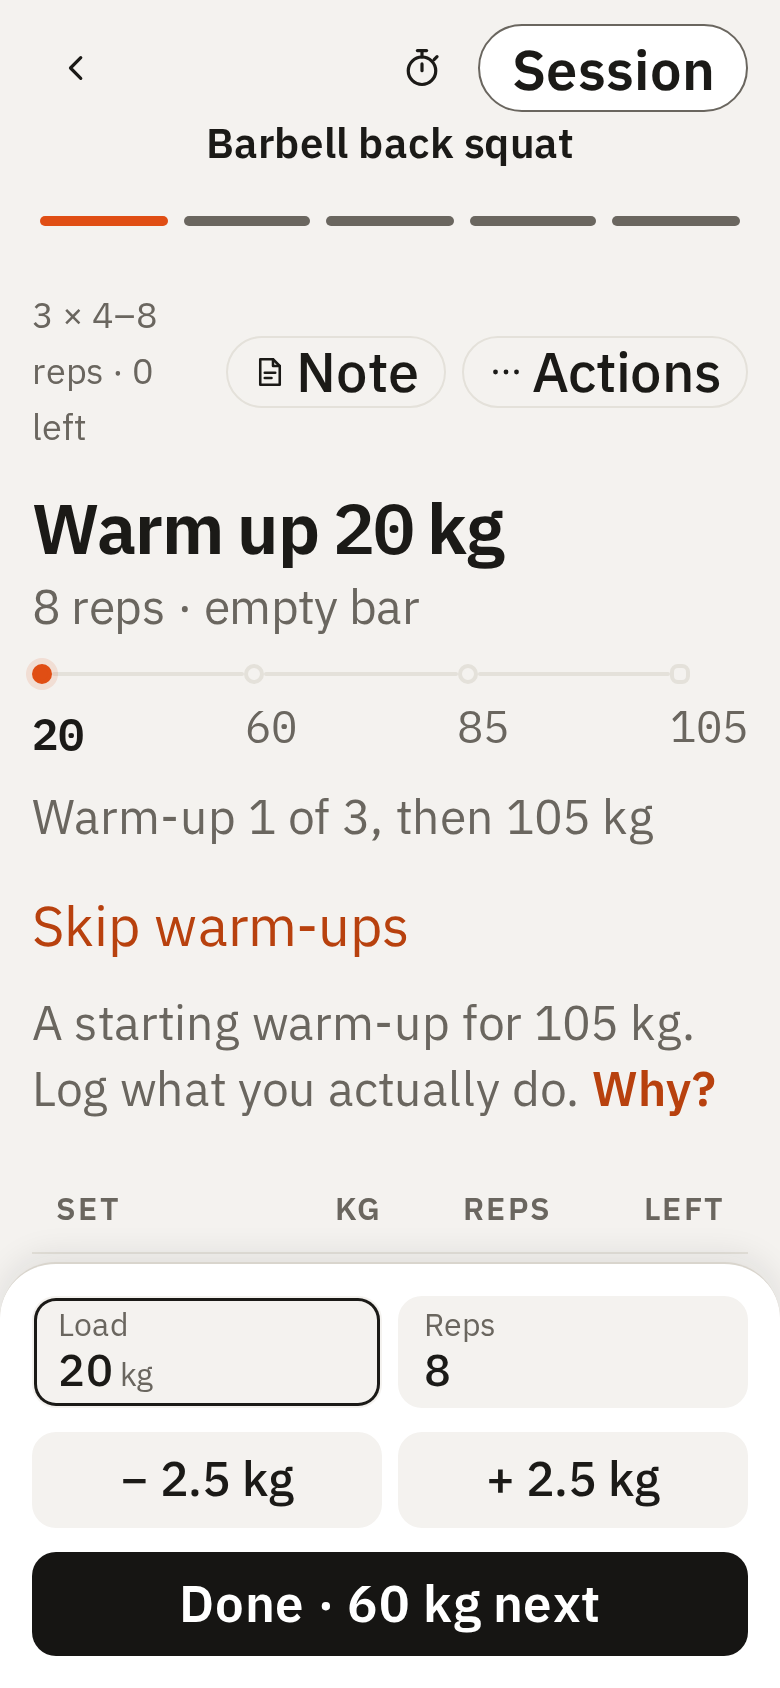 Session
Barbell back squat
3 × 4–8
reps · 0
left
Note
··· Actions
Warm up 20 kg
8 reps · empty bar
20 60 85 105
Warm-up 1 of 3, then 105 kg
Skip warm-ups
A starting warm-up for 105 kg.
Log what you actually do. Why?
SET KG REPS LEFT
Load
20 kg
Reps
8
− 2.5 kg
+ 2.5 kg
Done · 60 kg next